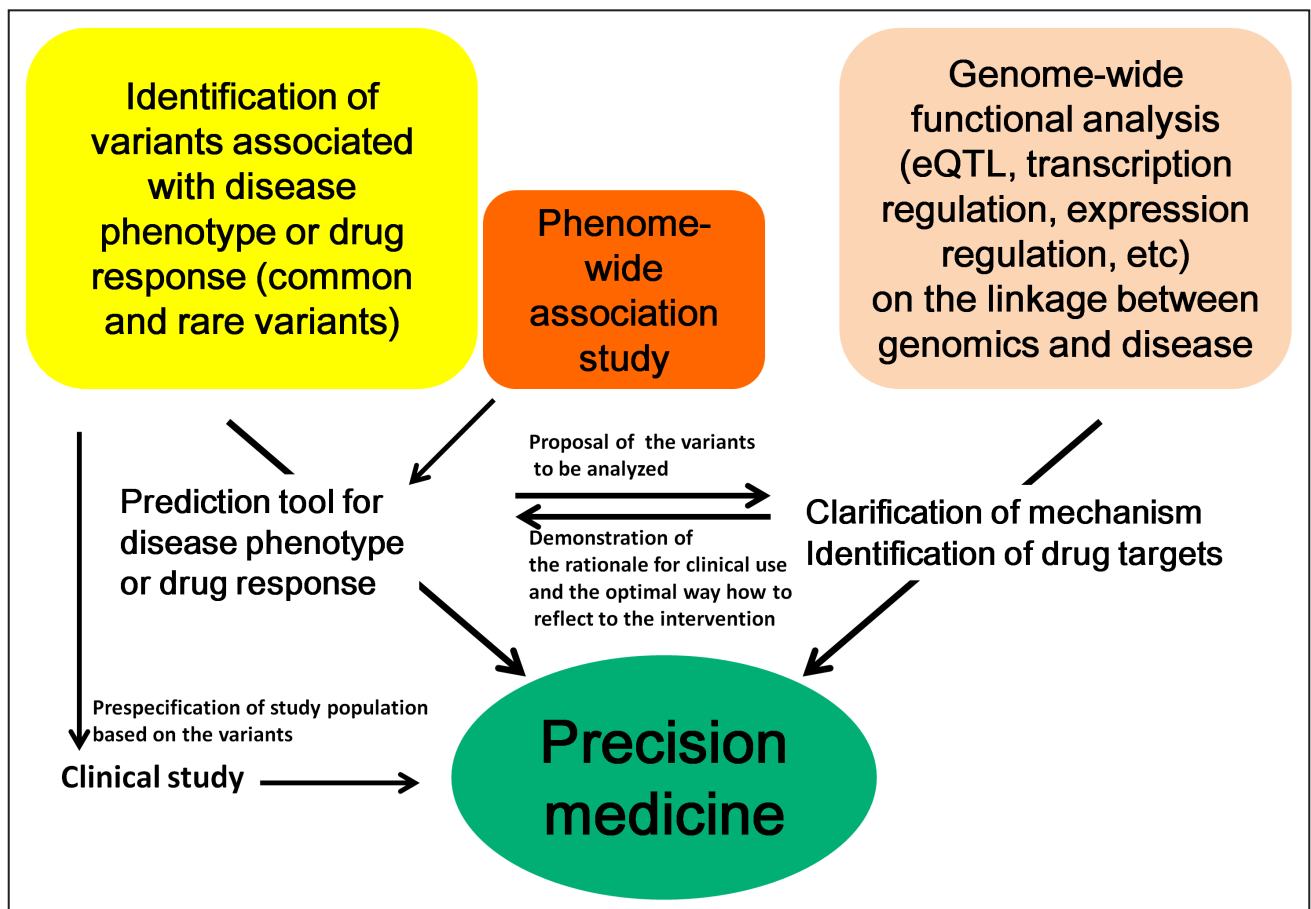 Identification of
variants associated
with disease
phenotype or drug
response (common
and rare variants)
Phenome-
wide
association
study
Genome-wide
functional analysis
(eQTL, transcription
regulation, expression
regulation, etc)
on the linkage between
genomics and disease
Proposal of the variants
to be analyzed
Prediction tool for
disease phenotype
or drug response
Demonstration of
the rationale for clinical use
and the optimal way how to
reflect to the intervention
Clarification of mechanism
Identification of drug targets
Prespecification of study population
based on the variants
Clinical study
Precision
medicine